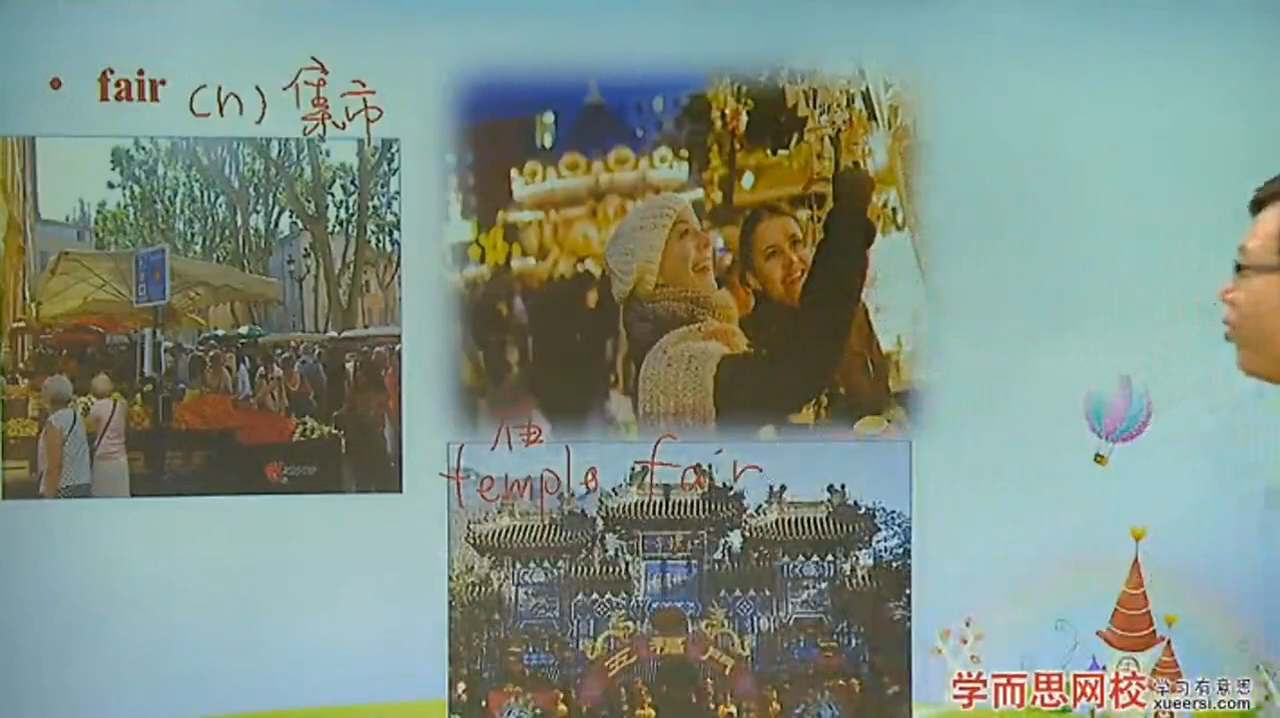 • fair (n) 集市
庙
temple fair
学而思网校 学习有意思
xueersi.com